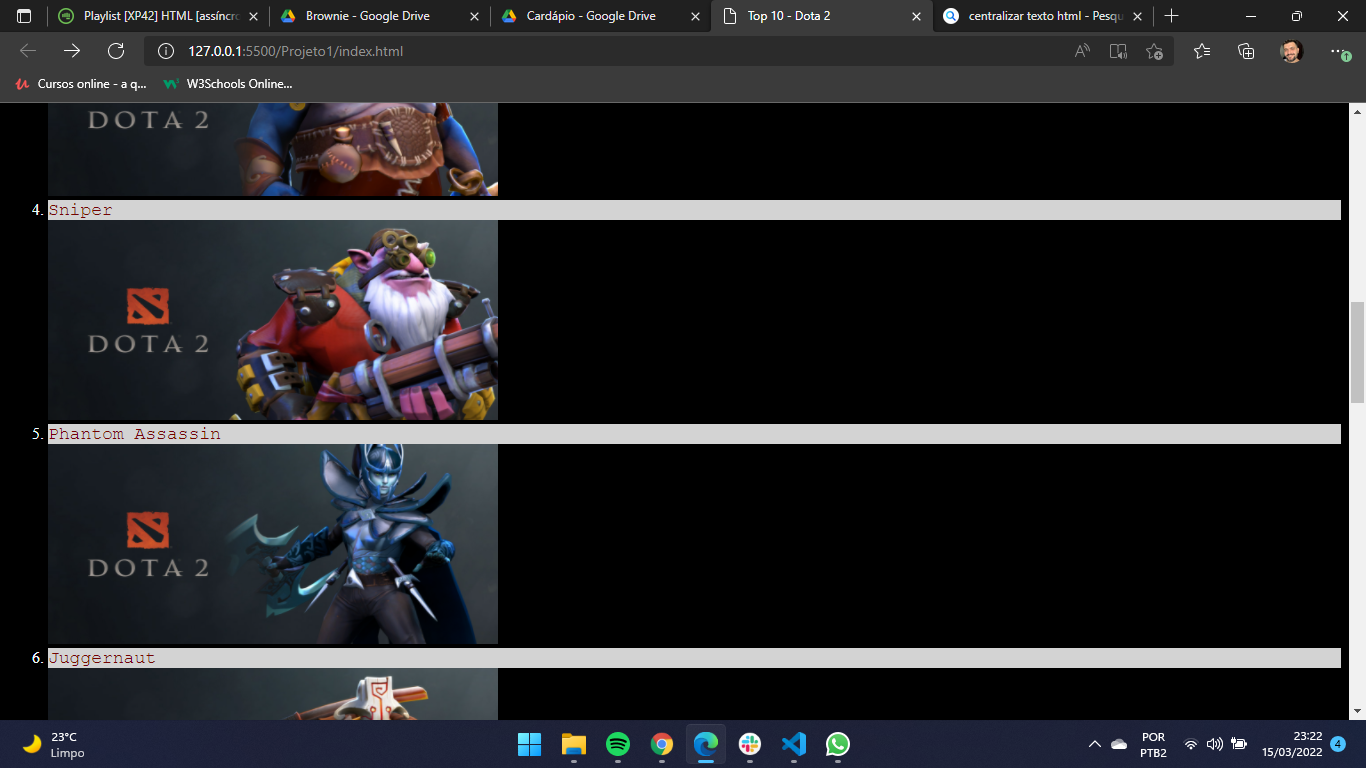 Playlist [XP42] HTML [assíncro
Brownie - Google Drive
Cardápio - Google Drive
Top 10 - Dota 2
centralizar texto html - Pesqu
127.0.0.1:5500/Projeto1/index.html
Cursos online - a q...
W3Schools Online...
DOTA 2
4. Sniper
DOTA 2
5. Phantom Assassin
DOTA 2
6. Juggernaut
23°C
Limpo
POR
PTB2
23:22
15/03/2022
4